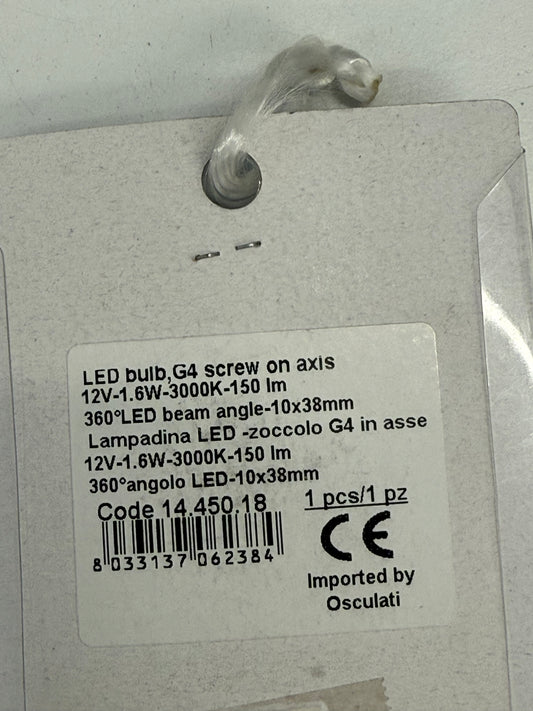 LED bulb,G4 screw on axis
12V-1.6W-3000K-150 lm
360°LED beam angle-10x38mm
Lampadina LED -zoccolo G4 in asse
12V-1.6W-3000K-150 lm
360°angolo LED-10x38mm
Code 14.450.18
1 pcs/1 pz
8 033137 062384
CE
Imported by
Osculati